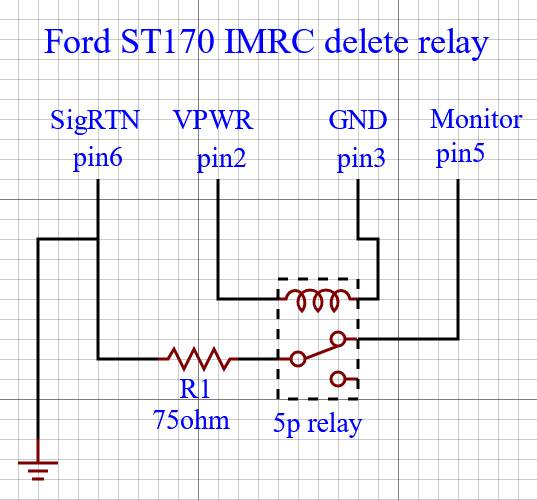 Ford ST170 IMRC delete relay
SigRTN VPWR GND Monitor
pin6 pin2 pin3 pin5
R1
75ohm 5p relay